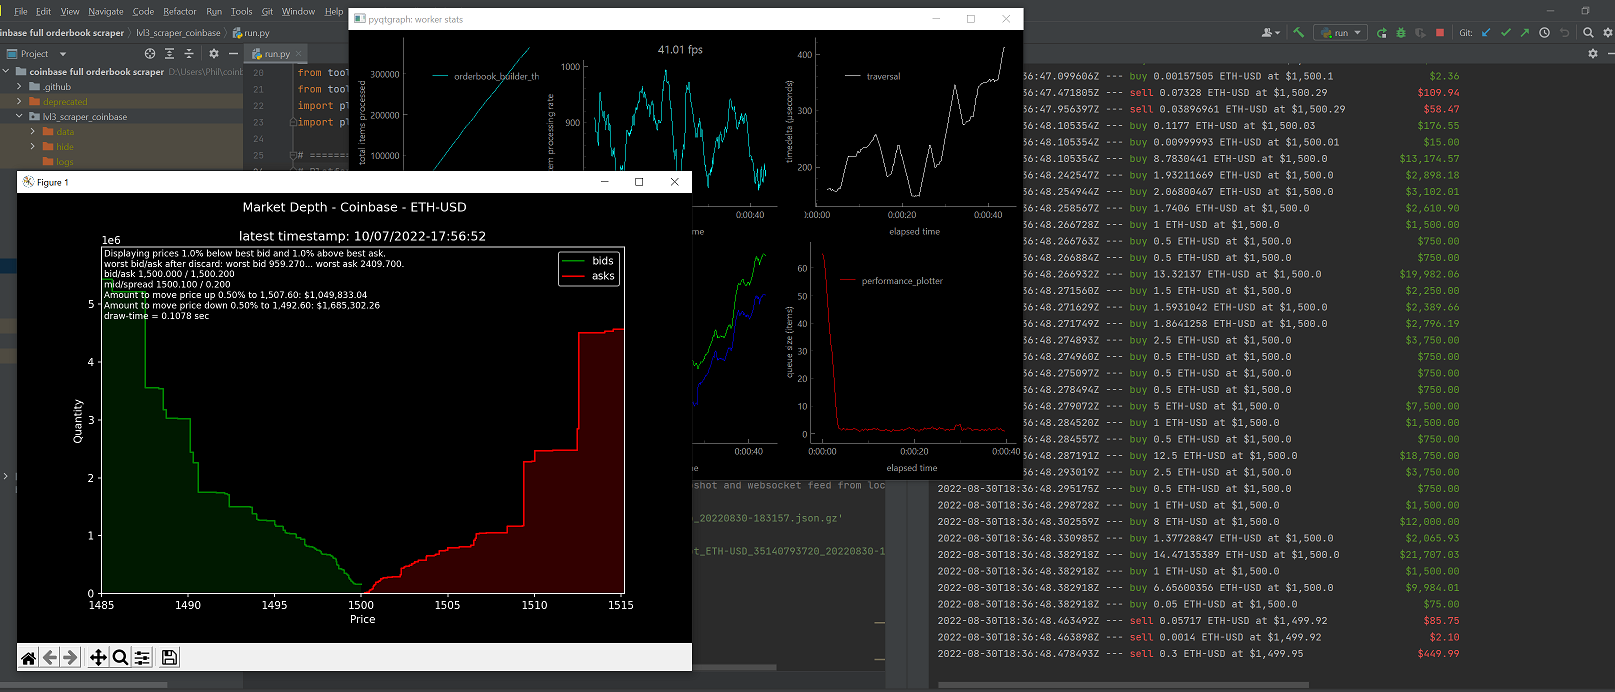 File Edit View Navigate Code Refactor Run Tools Git Window Help
pyqtgraph: worker stats
coinbase full orderbook scraper
lvl3_scraper_coinbase
run.py
run
Git:
Project
run.py
coinbase full orderbook scraper
.github
deprecated
lvl3_scraper_coinbase
data
hide
logs
20
from tool
21
from tool
22
import pl
23
import pl
24
25
# =======
41.01 fps
orderbook_builder_th
total items processed
300000
200000
100000
1000
900
traversal
timedelta (μseconds)
400
300
200
0:00:40
0:00:20
0:00:40
elapsed time
performance_plotter
queue size (items)
60
50
40
30
20
10
0
0:00:40
0:00:00
0:00:20
0:00:40
elapsed time
Figure 1
Market Depth - Coinbase - ETH-USD
latest timestamp: 10/07/2022-17:56:52
1e6
Displaying prices 1.0% below best bid and 1.0% above best ask.
worst bid/ask after discard: worst bid 959.270... worst ask 2409.700.
bid/ask 1,500.000 / 1,500.200
mid/spread 1500.100 / 0.200
Amount to move price up 0.50% to 1,507.60: $1,049,833.04
Amount to move price down 0.50% to 1,492.60: $1,685,302.26
draw-time = 0.1078 sec
bids
asks
Quantity
5
4
3
2
1
0
1485 1490 1495 1500 1505 1510 1515
Price
shot and websocket feed from loc
_20220830-183157.json.gz'
t_ETH-USD_35140793720_20220830-1
36:47.099606Z --- buy 0.00157505 ETH-USD at $1,500.1 $2.36
36:47.471805Z --- sell 0.07328 ETH-USD at $1,500.29 $109.94
36:47.956397Z --- sell 0.03896961 ETH-USD at $1,500.29 $58.47
36:48.105354Z --- buy 0.1177 ETH-USD at $1,500.03 $176.55
36:48.105354Z --- buy 0.00999993 ETH-USD at $1,500.01 $15.00
36:48.105354Z --- buy 8.7830441 ETH-USD at $1,500.0 $13,174.57
36:48.242547Z --- buy 1.93211669 ETH-USD at $1,500.0 $2,898.18
36:48.254944Z --- buy 2.06800467 ETH-USD at $1,500.0 $3,102.01
36:48.258567Z --- buy 1.7406 ETH-USD at $1,500.0 $2,610.90
36:48.266728Z --- buy 1 ETH-USD at $1,500.0 $1,500.00
36:48.266763Z --- buy 0.5 ETH-USD at $1,500.0 $750.00
36:48.266884Z --- buy 0.5 ETH-USD at $1,500.0 $750.00
36:48.266932Z --- buy 13.32137 ETH-USD at $1,500.0 $19,982.06
36:48.271560Z --- buy 1.5 ETH-USD at $1,500.0 $2,250.00
36:48.271629Z --- buy 1.5931042 ETH-USD at $1,500.0 $2,389.66
36:48.271749Z --- buy 1.8641258 ETH-USD at $1,500.0 $2,796.19
36:48.274893Z --- buy 2.5 ETH-USD at $1,500.0 $3,750.00
36:48.274960Z --- buy 0.5 ETH-USD at $1,500.0 $750.00
36:48.275097Z --- buy 0.5 ETH-USD at $1,500.0 $750.00
36:48.278494Z --- buy 0.5 ETH-USD at $1,500.0 $750.00
36:48.279072Z --- buy 5 ETH-USD at $1,500.0 $7,500.00
36:48.284520Z --- buy 1 ETH-USD at $1,500.0 $1,500.00
36:48.284557Z --- buy 0.5 ETH-USD at $1,500.0 $750.00
36:48.287191Z --- buy 12.5 ETH-USD at $1,500.0 $18,750.00
36:48.293019Z --- buy 2.5 ETH-USD at $1,500.0 $3,750.00
2022-08-30T18:36:48.295175Z --- buy 0.5 ETH-USD at $1,500.0 $750.00
2022-08-30T18:36:48.298728Z --- buy 1 ETH-USD at $1,500.0 $1,500.00
2022-08-30T18:36:48.302559Z --- buy 8 ETH-USD at $1,500.0 $12,000.00
2022-08-30T18:36:48.330985Z --- buy 1.37728847 ETH-USD at $1,500.0 $2,065.93
2022-08-30T18:36:48.382918Z --- buy 14.47135389 ETH-USD at $1,500.0 $21,707.03
2022-08-30T18:36:48.382918Z --- buy 1 ETH-USD at $1,500.0 $1,500.00
2022-08-30T18:36:48.382918Z --- buy 6.65600356 ETH-USD at $1,500.0 $9,984.01
2022-08-30T18:36:48.382918Z --- buy 0.05 ETH-USD at $1,500.0 $75.00
2022-08-30T18:36:48.463492Z --- sell 0.05717 ETH-USD at $1,499.92 $85.75
2022-08-30T18:36:48.463898Z --- sell 0.0014 ETH-USD at $1,499.92 $2.10
2022-08-30T18:36:48.478493Z --- sell 0.3 ETH-USD at $1,499.95 $449.99